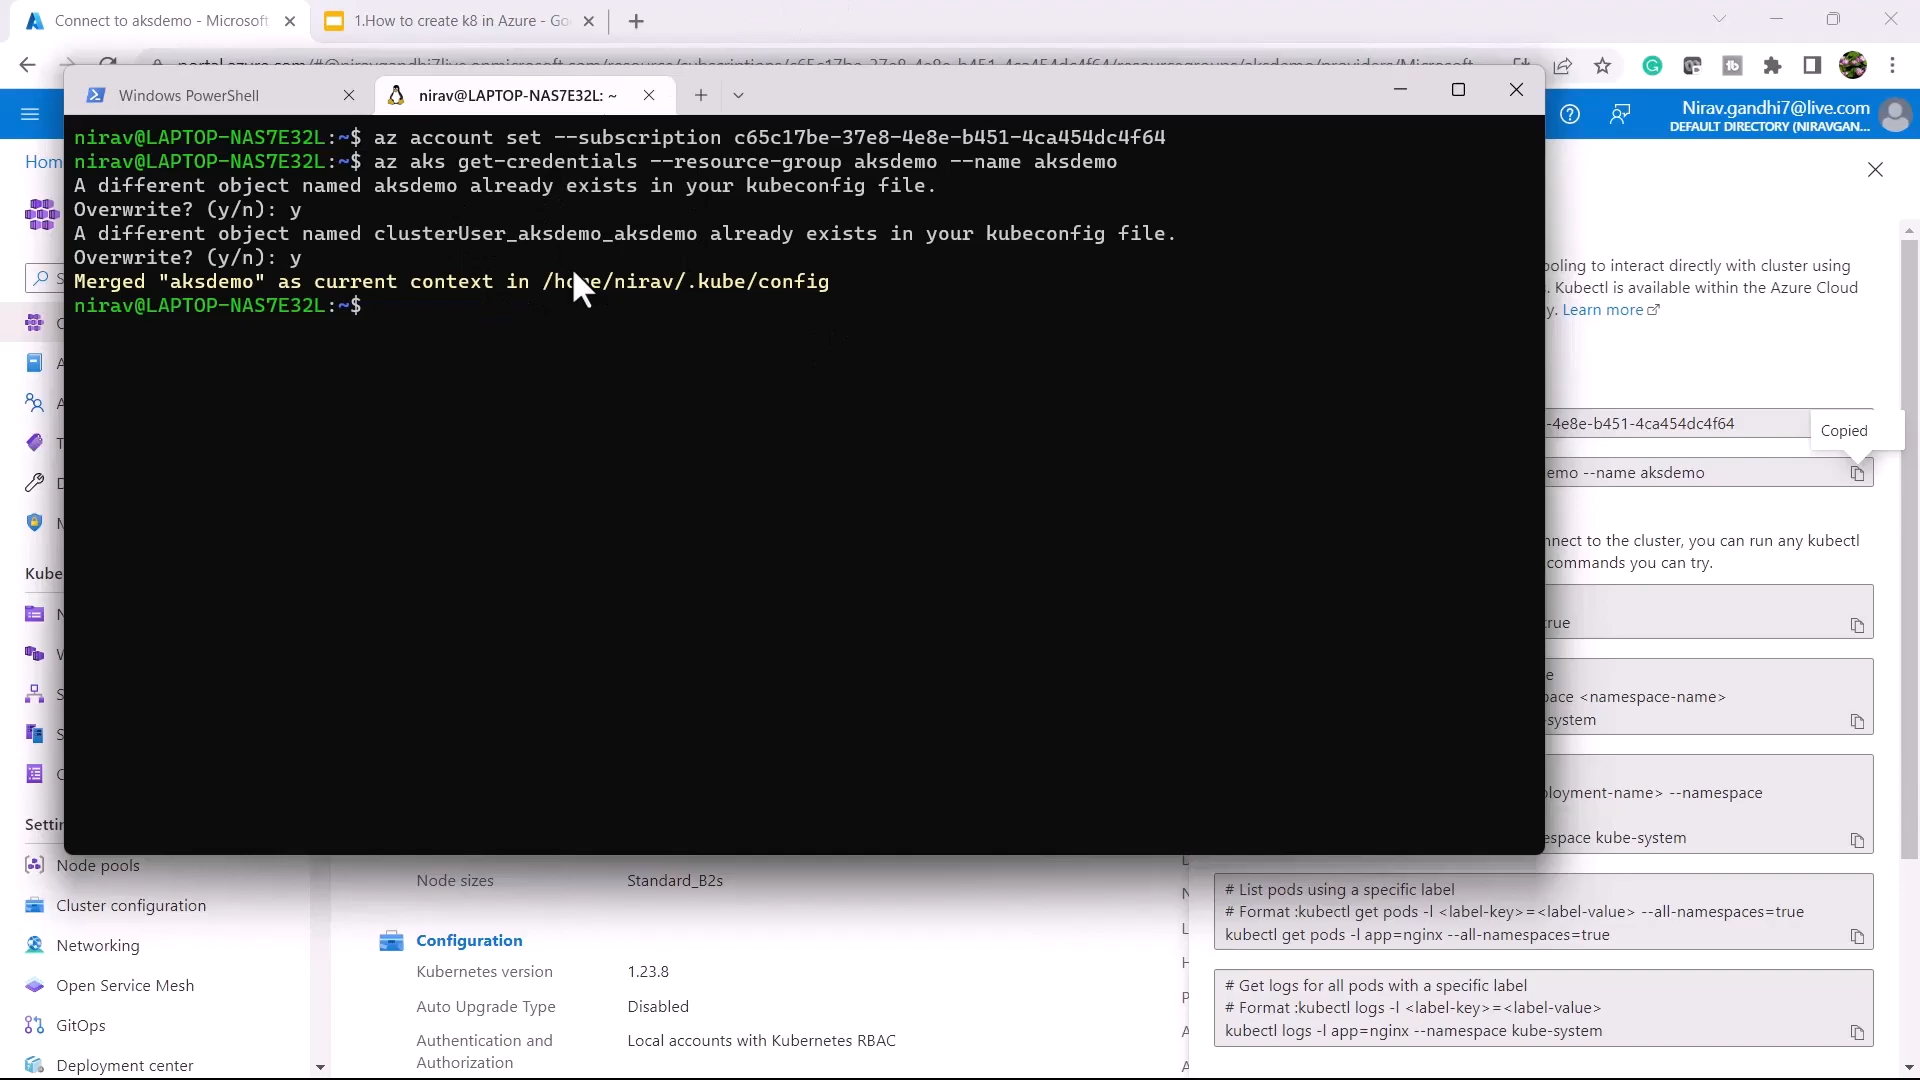 Connect to aksdemo - Microsoft
1.How to create k8 in Azure - Go
Nirav.gandhi7@live.com
DEFAULT DIRECTORY (NIRAVGAN...
Windows PowerShell
nirav@LAPTOP-NAS7E32L: ~
nirav@LAPTOP-NAS7E32L:~$ az account set --subscription c65c17be-37e8-4e8e-b451-4ca454dc4f64
nirav@LAPTOP-NAS7E32L:~$ az aks get-credentials --resource-group aksdemo --name aksdemo
A different object named aksdemo already exists in your kubeconfig file.
Overwrite? (y/n): y
A different object named clusterUser_aksdemo_aksdemo already exists in your kubeconfig file.
Overwrite? (y/n): y
Merged "aksdemo" as current context in /home/nirav/.kube/config
nirav@LAPTOP-NAS7E32L:~$
Hom
Kube
Settin
Node pools
Cluster configuration
Networking
Open Service Mesh
GitOps
Deployment center
Node sizes Standard_B2s
Configuration
Kubernetes version 1.23.8
Auto Upgrade Type Disabled
Authentication and Local accounts with Kubernetes RBAC
Authorization
ooling to interact directly with cluster using
. Kubectl is available within the Azure Cloud
y. Learn more
-4e8e-b451-4ca454dc4f64
Copied
emo --name aksdemo
nnect to the cluster, you can run any kubectl
commands you can try.
rue
e
pace <namespace-name>
-system
ployment-name> --namespace
espace kube-system
# List pods using a specific label
# Format :kubectl get pods -l <label-key>=<label-value> --all-namespaces=true
kubectl get pods -l app=nginx --all-namespaces=true
# Get logs for all pods with a specific label
# Format :kubectl logs -l <label-key>=<label-value>
kubectl logs -l app=nginx --namespace kube-system